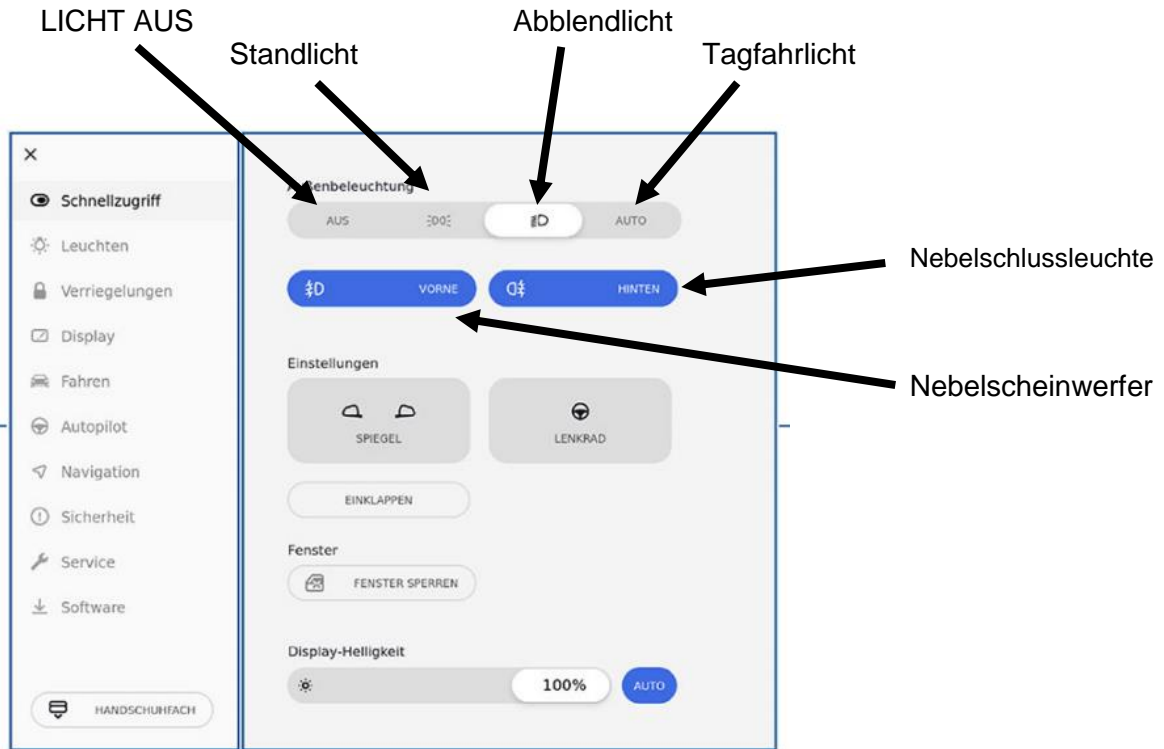 LICHT AUS
Abblendlicht
Standlicht
Tagfahrlicht
×
Schnellzugriff
Leuchten
Verriegelungen
Display
Fahren
Autopilot
Navigation
Sicherheit
Service
Software
HANDSCHUHFACH
Außenbeleuchtung
AUS
AUTO
VORNE
HINTEN
Nebelschlussleuchte
Nebelscheinwerfer
Einstellungen
SPIEGEL
LENKRAD
EINKLAPPEN
Fenster
FENSTER SPERREN
Display-Helligkeit
100%
AUTO